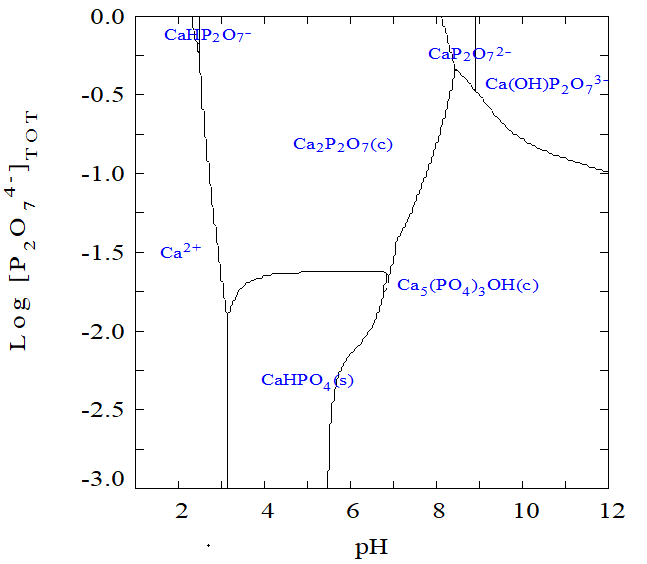 0.0
CaHP₂O₇⁻
CaP₂O₇²⁻
Ca(OH)P₂O₇³⁻
-0.5
Ca₂P₂O₇(c)
-1.0
Log [P₂O₇⁴⁻]TOT
Ca²⁺
-1.5
Ca₅(PO₄)₃OH(c)
-2.0
CaHPO₄(s)
-2.5
-3.0
2 4 6 8 10 12
pH